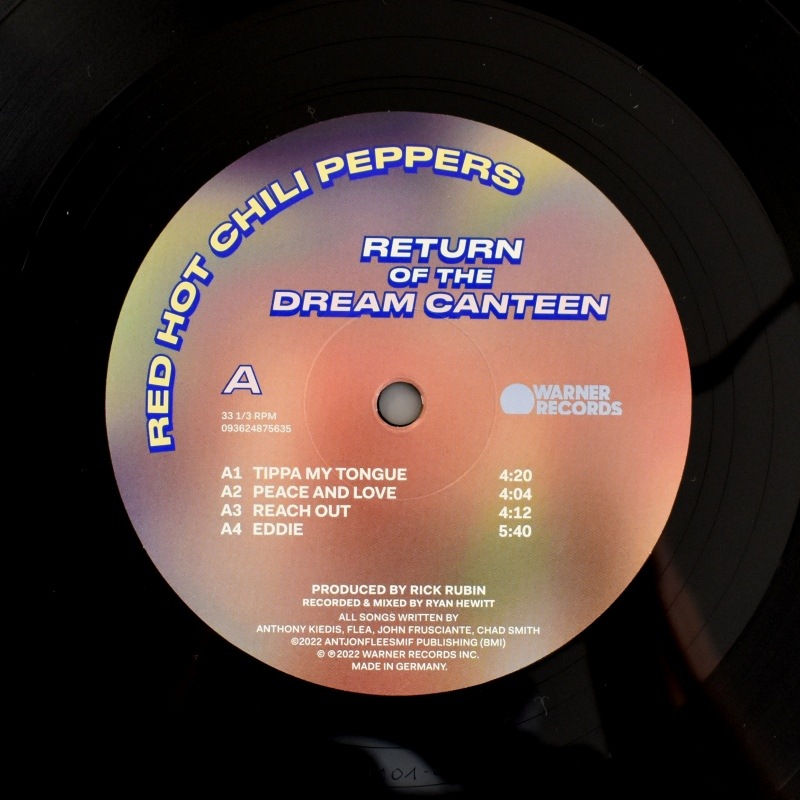 RED HOT CHILI PEPPERS
RETURN
OF THE
DREAM CANTEEN
A
33 1/3 RPM
093624875635
WARNER
RECORDS
A1 TIPPA MY TONGUE 4:20
A2 PEACE AND LOVE 4:04
A3 REACH OUT 4:12
A4 EDDIE 5:40
PRODUCED BY RICK RUBIN
RECORDED & MIXED BY RYAN HEWITT
ALL SONGS WRITTEN BY
ANTHONY KIEDIS, FLEA, JOHN FRUSCIANTE, CHAD SMITH
©2022 ANTJONFLEESMIF PUBLISHING (BMI)
© ℗2022 WARNER RECORDS INC.
MADE IN GERMANY.